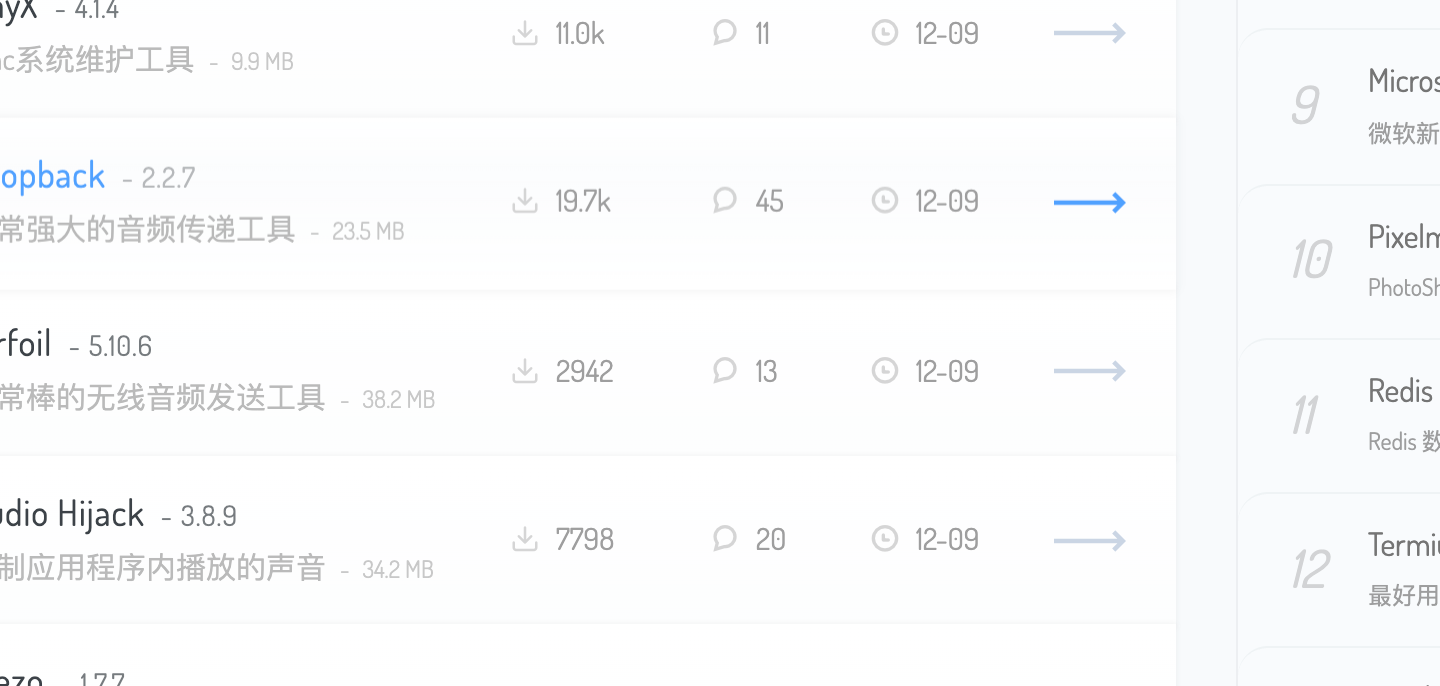 nyX - 4.1.4
11.0k 11 12-09
ac系统维护工具 - 9.9 MB
opback - 2.2.7
19.7k 45 12-09
常强大的音频传递工具 - 23.5 MB
rfoil - 5.10.6
2942 13 12-09
常棒的无线音频发送工具 - 38.2 MB
udio Hijack - 3.8.9
7798 20 12-09
制应用程序内播放的声音 - 34.2 MB
ezo - 1.7.7
9 Micros
微软新
10 Pixelm
PhotoSh
11 Redis
Redis 数
12 Termiu
最好用